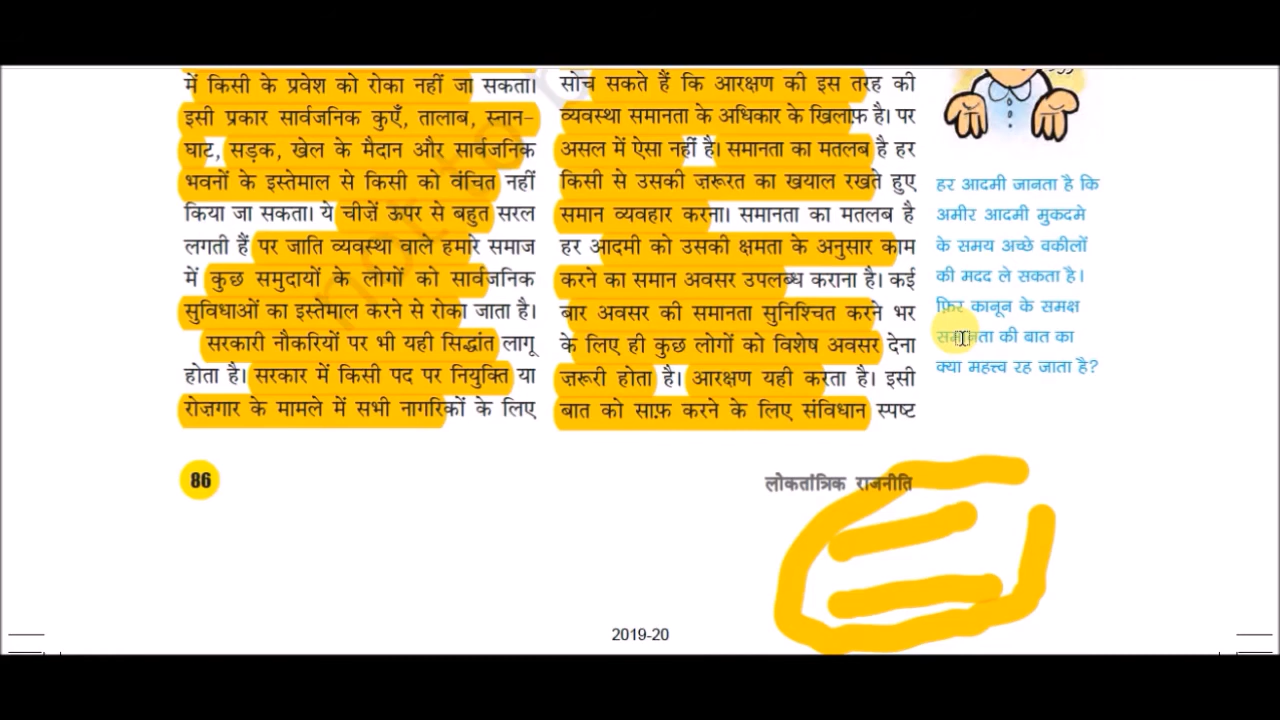 में किसी के प्रवेश को रोका नहीं जा सकता।
इसी प्रकार सार्वजनिक कुएँ, तालाब, स्नान-
घाट, सड़क, खेल के मैदान और सार्वजनिक
भवनों के इस्तेमाल से किसी को वंचित नहीं
किया जा सकता। ये चीज़ें ऊपर से बहुत सरल
लगती हैं पर जाति व्यवस्था वाले हमारे समाज
में कुछ समुदायों के लोगों को सार्वजनिक
सुविधाओं का इस्तेमाल करने से रोका जाता है।
सरकारी नौकरियों पर भी यही सिद्धांत लागू
होता है। सरकार में किसी पद पर नियुक्ति या
रोज़गार के मामले में सभी नागरिकों के लिए
सोच सकते हैं कि आरक्षण की इस तरह की
व्यवस्था समानता के अधिकार के खिलाफ़ है। पर
असल में ऐसा नहीं है। समानता का मतलब है हर
किसी से उसकी ज़रूरत का खयाल रखते हुए
समान व्यवहार करना। समानता का मतलब है
हर आदमी को उसकी क्षमता के अनुसार काम
करने का समान अवसर उपलब्ध कराना है। कई
बार अवसर की समानता सुनिश्चित करने भर
के लिए ही कुछ लोगों को विशेष अवसर देना
ज़रूरी होता है। आरक्षण यही करता है। इसी
बात को साफ़ करने के लिए संविधान स्पष्ट
हर आदमी जानता है कि
अमीर आदमी मुकदमे
के समय अच्छे वकीलों
की मदद ले सकता है।
फ़िर कानून के समक्ष
समानता की बात का
क्या महत्त्व रह जाता है?
86
लोकतांत्रिक राजनीति
2019-20